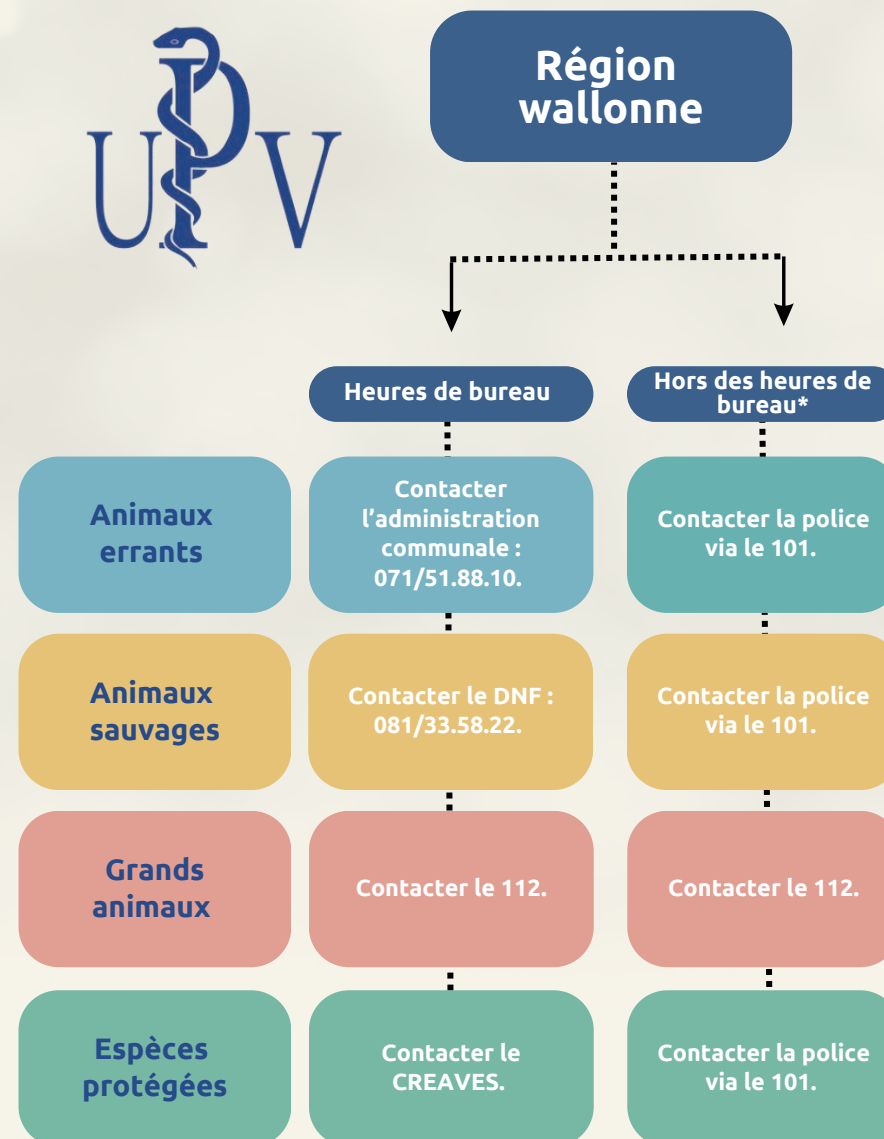 UPV
Région
wallonne
Heures de bureau
Hors des heures de
bureau*
Animaux
errants
Contacter
l’administration
communale :
071/51.88.10.
Contacter la police
via le 101.
Animaux
sauvages
Contacter le DNF :
081/33.58.22.
Contacter la police
via le 101.
Grands
animaux
Contacter le 112.
Contacter le 112.
Espèces
protégées
Contacter le
CREAVES.
Contacter la police
via le 101.